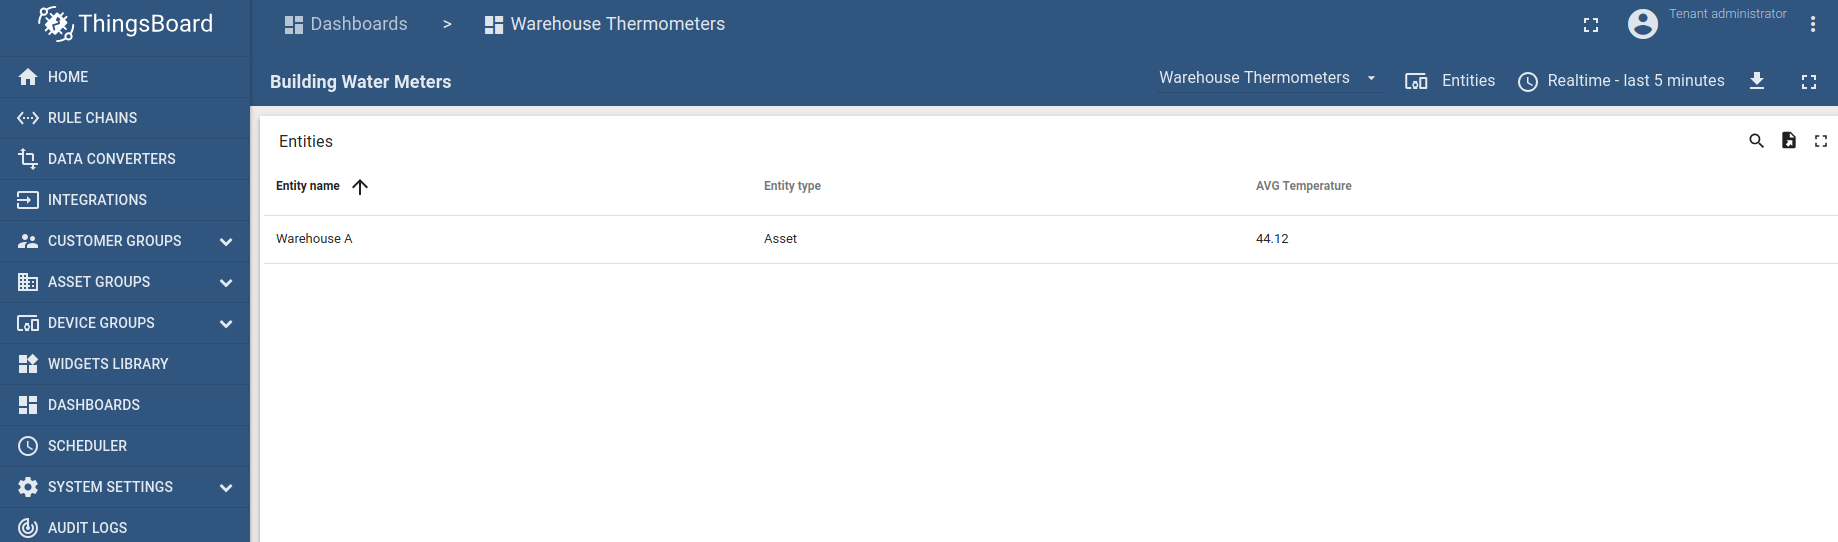 ThingsBoard
Dashboards > Warehouse Thermometers
Tenant administrator
HOME
RULE CHAINS
DATA CONVERTERS
INTEGRATIONS
CUSTOMER GROUPS
ASSET GROUPS
DEVICE GROUPS
WIDGETS LIBRARY
DASHBOARDS
SCHEDULER
SYSTEM SETTINGS
AUDIT LOGS
Building Water Meters
Warehouse Thermometers Entities Realtime - last 5 minutes
Entities
Entity name Entity type AVG Temperature
Warehouse A Asset 44.12